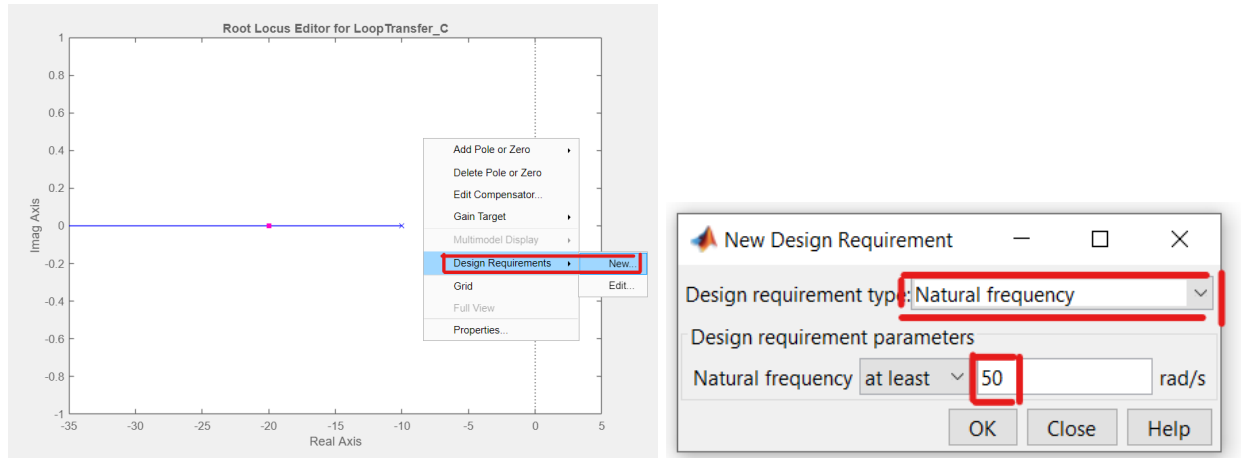 Root Locus Editor for LoopTransfer_C
1
0.8
0.6
0.4
0.2
0
-0.2
-0.4
-0.6
-0.8
-1
Imag Axis
-35 -30 -25 -20 -15 -10 -5 0 5
Real Axis
Add Pole or Zero
Delete Pole or Zero
Edit Compensator...
Gain Target
Multimodel Display
Design Requirements
New...
Grid
Edit...
Full View
Properties...
New Design Requirement
Design requirement type: Natural frequency
Design requirement parameters
Natural frequency at least 50 rad/s
OK Close Help